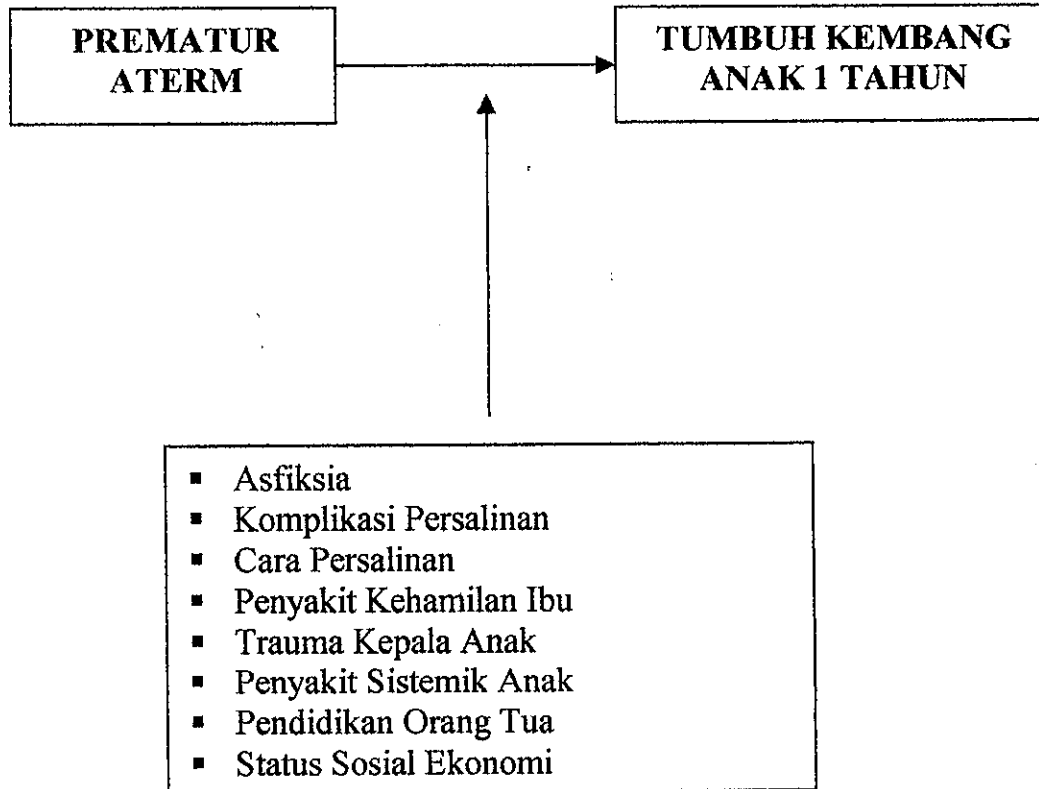 PREMATUR
ATERM
TUMBUH KEMBANG
ANAK 1 TAHUN
▪ Asfiksia
▪ Komplikasi Persalinan
▪ Cara Persalinan
▪ Penyakit Kehamilan Ibu
▪ Trauma Kepala Anak
▪ Penyakit Sistemik Anak
▪ Pendidikan Orang Tua
▪ Status Sosial Ekonomi